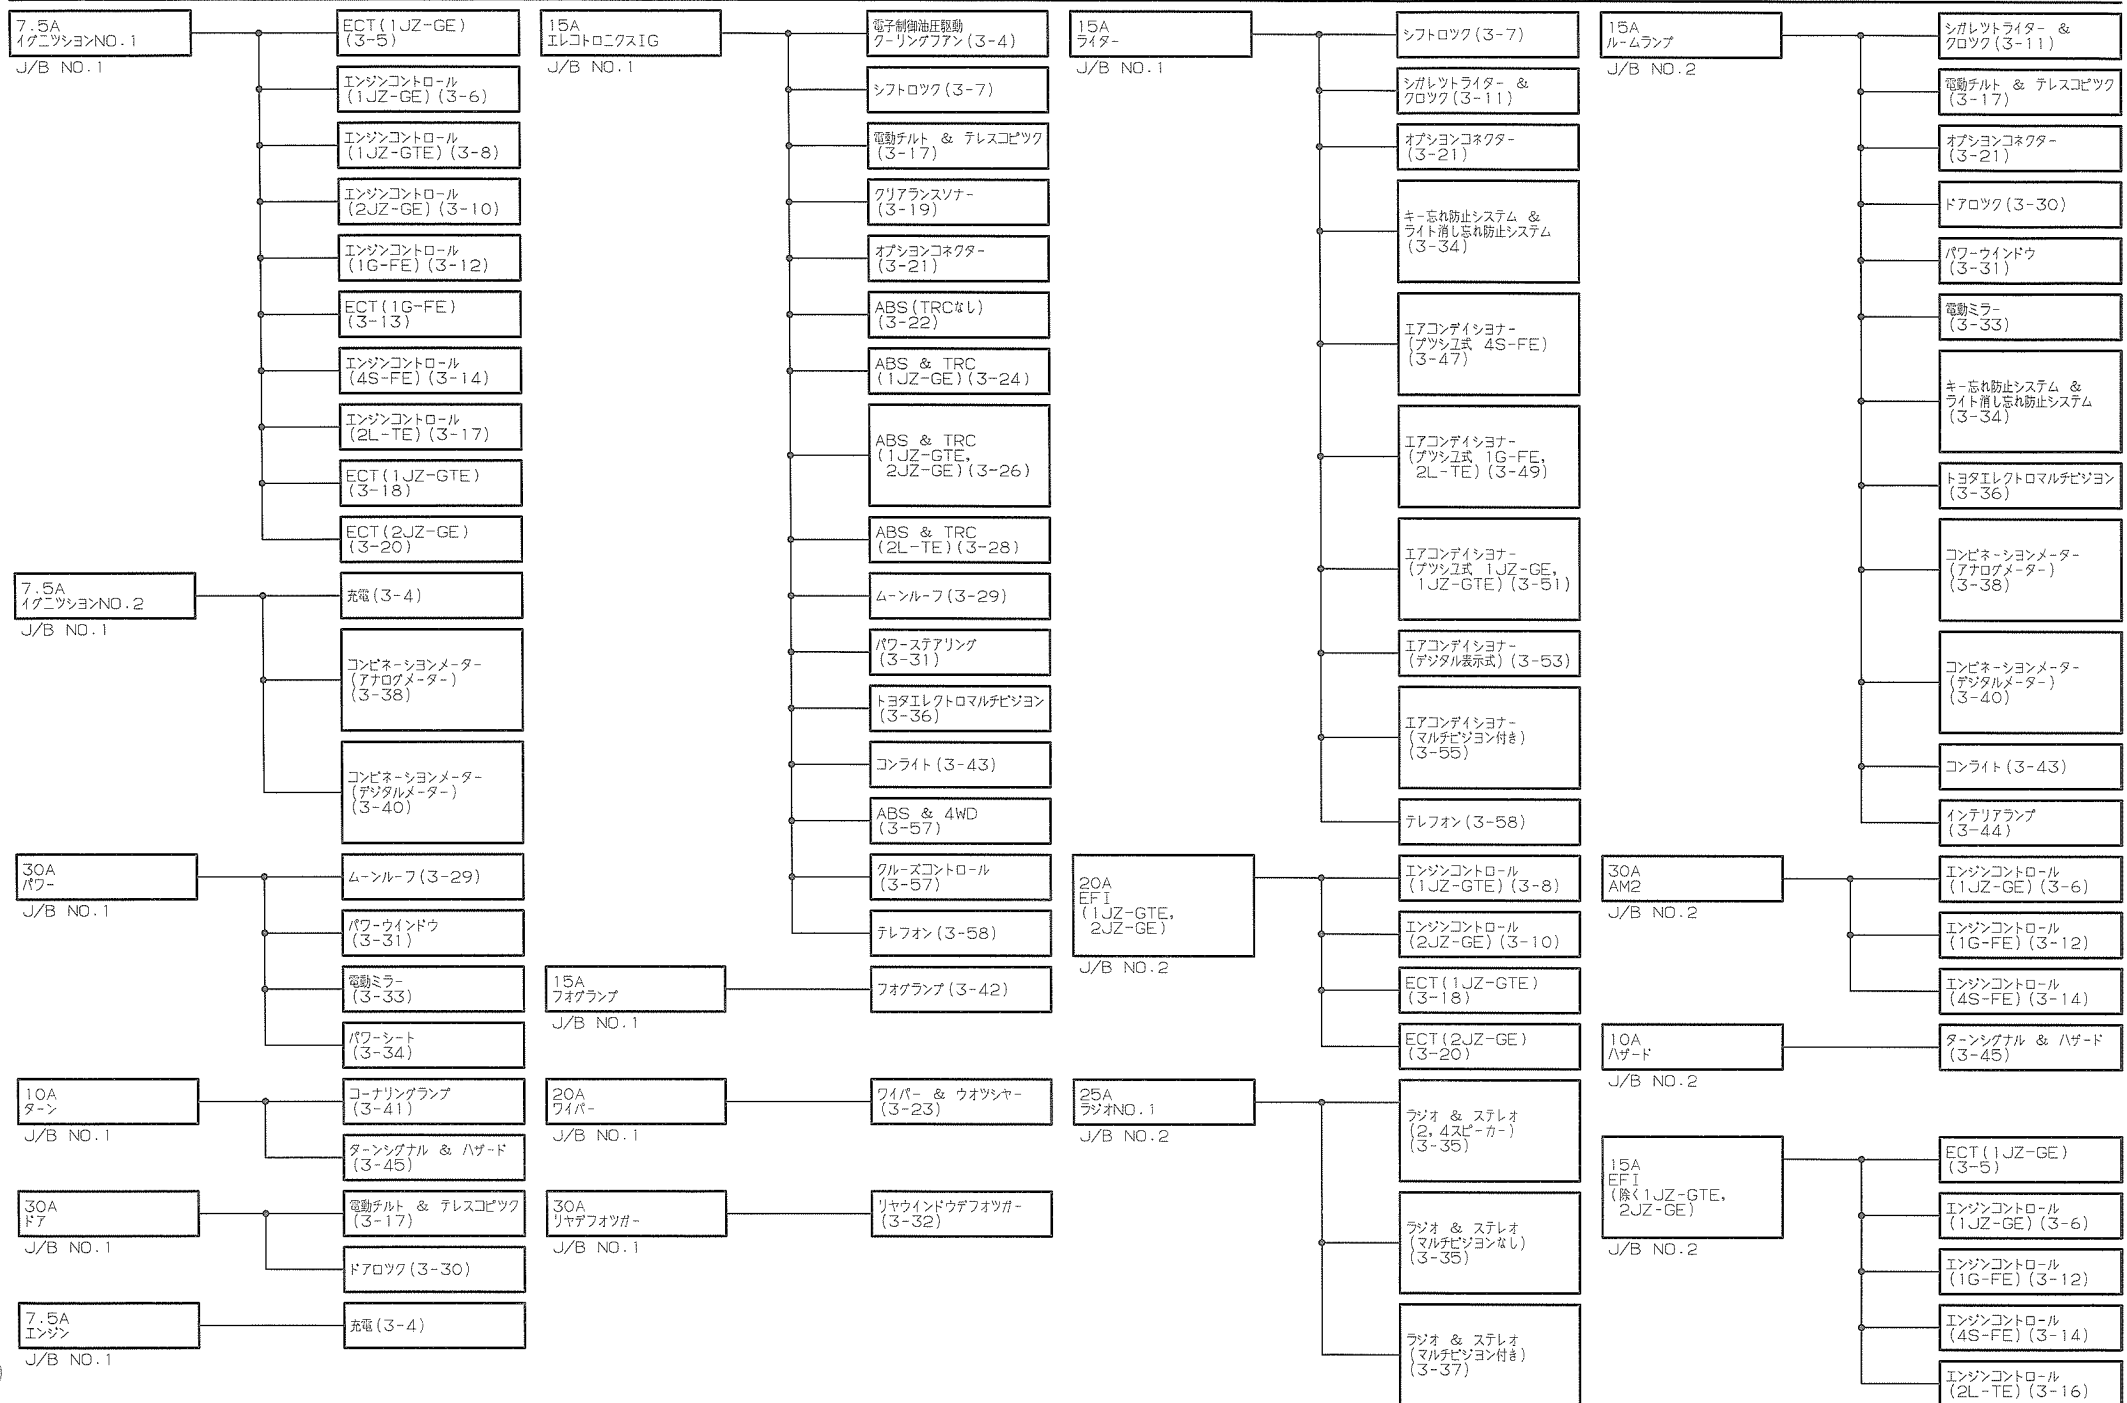 7.5A
イグニツシヨンNO.1
J/B NO.1
ECT(1JZ-GE)
(3-5)
エンジンコントロール
(1JZ-GE)(3-6)
エンジンコントロール
(1JZ-GTE)(3-8)
エンジンコントロール
(2JZ-GE)(3-10)
エンジンコントロール
(1G-FE)(3-12)
ECT(1G-FE)
(3-13)
エンジンコントロール
(4S-FE)(3-14)
エンジンコントロール
(2L-TE)(3-17)
ECT(1JZ-GTE)
(3-18)
ECT(2JZ-GE)
(3-20)
7.5A
イグニツシヨンNO.2
J/B NO.1
充電(3-4)
コンビネーシヨンメーター
(アナログメーター)
(3-38)
コンビネーシヨンメーター
(デジタルメーター)
(3-40)
30A
パワー
J/B NO.1
ムーンルーフ(3-29)
パワーウインドウ
(3-31)
電動ミラー
(3-33)
パワーシート
(3-34)
10A
ターン
J/B NO.1
コーナリングランプ
(3-41)
ターンシグナル & ハザード
(3-45)
30A
ドア
J/B NO.1
電動チルト & テレスコピツク
(3-17)
ドアロツク(3-30)
7.5A
エンジン
J/B NO.1
充電(3-4)
15A
エレコトロニクスIG
J/B NO.1
電子制御油圧駆動
クーリングフアン(3-4)
シフトロツク(3-7)
電動チルト & テレスコピツク
(3-17)
クリアランスソナー
(3-19)
オプシヨンコネクター
(3-21)
ABS(TRCなし)
(3-22)
ABS & TRC
(1JZ-GE)(3-24)
ABS & TRC
(1JZ-GTE,
2JZ-GE)(3-26)
ABS & TRC
(2L-TE)(3-28)
ムーンルーフ(3-29)
パワーステアリング
(3-31)
トヨタエレクトロマルチビジヨン
(3-36)
コンライト(3-43)
ABS & 4WD
(3-57)
クルーズコントロール
(3-57)
テレフオン(3-58)
15A
フオグランプ
J/B NO.1
フオグランプ(3-42)
20A
ワイパー
J/B NO.1
ワイパー & ウオツシヤー
(3-23)
30A
リヤデフオツガー
J/B NO.1
リヤウインドウデフオツガー
(3-32)
15A
ライター
J/B NO.1
シフトロツク(3-7)
シガレツトライター &
クロツク(3-11)
オプシヨンコネクター
(3-21)
キー忘れ防止システム &
ライト消し忘れ防止システム
(3-34)
エアコンデイシヨナー
(プツシユ式 4S-FE)
(3-47)
エアコンデイシヨナー
(プツシユ式 1G-FE,
2L-TE)(3-49)
エアコンデイシヨナー
(プツシユ式 1JZ-GE,
1JZ-GTE)(3-51)
エアコンデイシヨナー
(デジタル表示式)(3-53)
エアコンデイシヨナー
(マルチビジヨン付き)
(3-55)
テレフオン(3-58)
20A
EFI
(1JZ-GTE,
2JZ-GE)
J/B NO.2
エンジンコントロール
(1JZ-GTE)(3-8)
エンジンコントロール
(2JZ-GE)(3-10)
ECT(1JZ-GTE)
(3-18)
ECT(2JZ-GE)
(3-20)
25A
ラジオNO.1
J/B NO.2
ラジオ & ステレオ
(2,4スピーカー)
(3-35)
ラジオ & ステレオ
(マルチビジヨンなし)
(3-35)
ラジオ & ステレオ
(マルチビジヨン付き)
(3-37)
15A
ルームランプ
J/B NO.2
シガレツトライター &
クロツク(3-11)
電動チルト & テレスコピツク
(3-17)
オプシヨンコネクター
(3-21)
ドアロツク(3-30)
パワーウインドウ
(3-31)
電動ミラー
(3-33)
キー忘れ防止システム &
ライト消し忘れ防止システム
(3-34)
トヨタエレクトロマルチビジヨン
(3-36)
コンビネーシヨンメーター
(アナログメーター)
(3-38)
コンビネーシヨンメーター
(デジタルメーター)
(3-40)
コンライト(3-43)
インテリアランプ
(3-44)
30A
AM2
J/B NO.2
エンジンコントロール
(1JZ-GE)(3-6)
エンジンコントロール
(1G-FE)(3-12)
エンジンコントロール
(4S-FE)(3-14)
10A
ハザード
J/B NO.2
ターンシグナル & ハザード
(3-45)
15A
EFI
(除く1JZ-GTE,
2JZ-GE)
J/B NO.2
ECT(1JZ-GE)
(3-5)
エンジンコントロール
(1JZ-GE)(3-6)
エンジンコントロール
(1G-FE)(3-12)
エンジンコントロール
(4S-FE)(3-14)
エンジンコントロール
(2L-TE)(3-16)